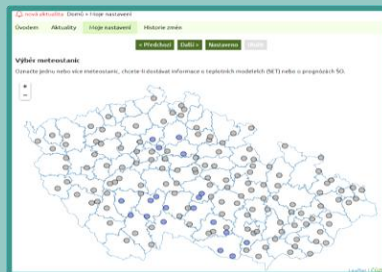 Domů » Moje nastavení
Úvodem Aktuality Moje nastavení Historie změn
« Předchozí Další » Nastaveno
Výběr meteostanic
Označte jednu nebo více meteostanic, chcete-li dostávat informace o teplotních modelech (SET) nebo o prognózách ŠO.
+
-
Leaflet |